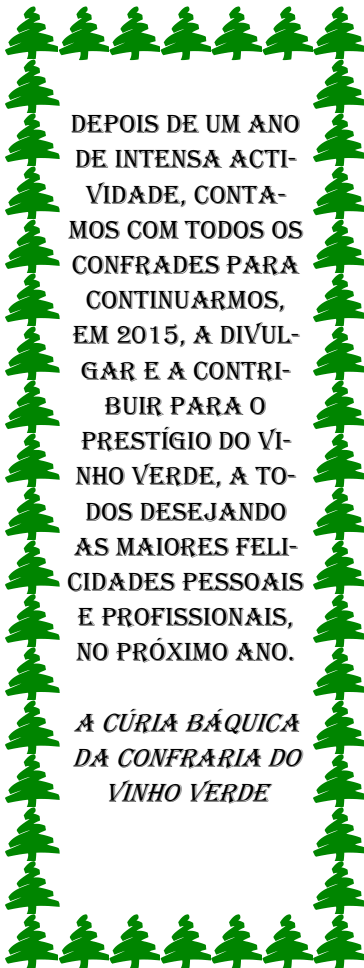 DEPOIS DE UM ANO
DE INTENSA ACTI-
VIDADE, CONTA-
MOS COM TODOS OS
CONFRADES PARA
CONTINUARMOS,
EM 2015, A DIVUL-
GAR E A CONTRI-
BUIR PARA O
PRESTÍGIO DO VI-
NHO VERDE, A TO-
DOS DESEJANDO
AS MAIORES FELI-
CIDADES PESSOAIS
E PROFISSIONAIS,
NO PRÓXIMO ANO.
A CÚRIA BÁQUICA
DA CONFRARIA DO
VINHO VERDE